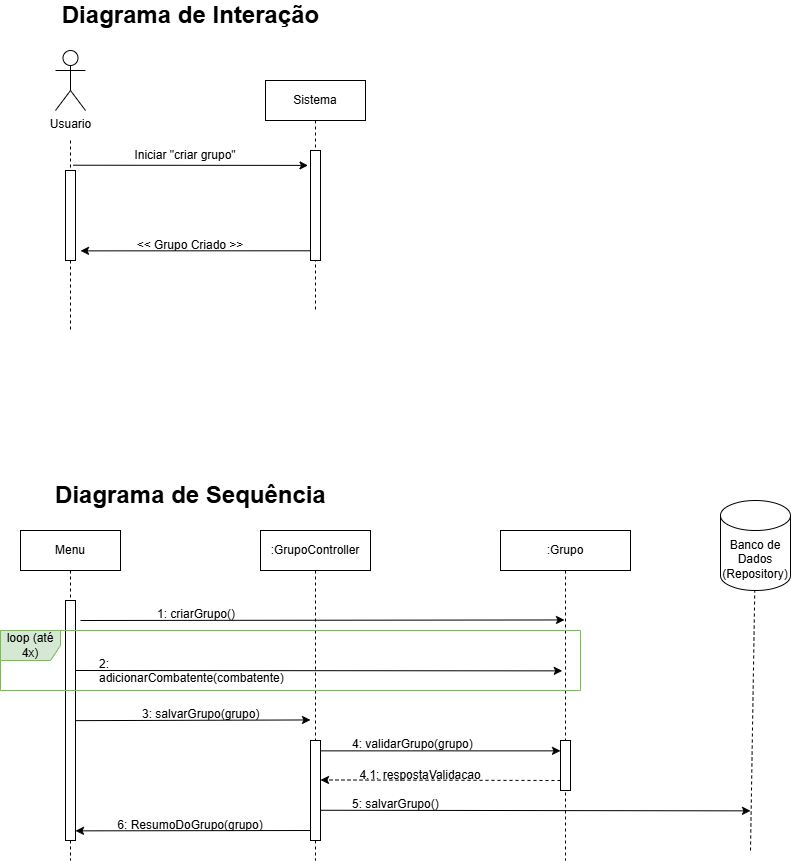 Diagrama de Interação
Usuario
Sistema
Iniciar "criar grupo"
<< Grupo Criado >>
Diagrama de Sequência
Menu
:GrupoController
:Grupo
Banco de
Dados
(Repository)
1: criarGrupo()
loop (até
4x)
2:
adicionarCombatente(combatente)
3: salvarGrupo(grupo)
4: validarGrupo(grupo)
4.1: respostaValidacao
5: salvarGrupo()
6: ResumoDoGrupo(grupo)